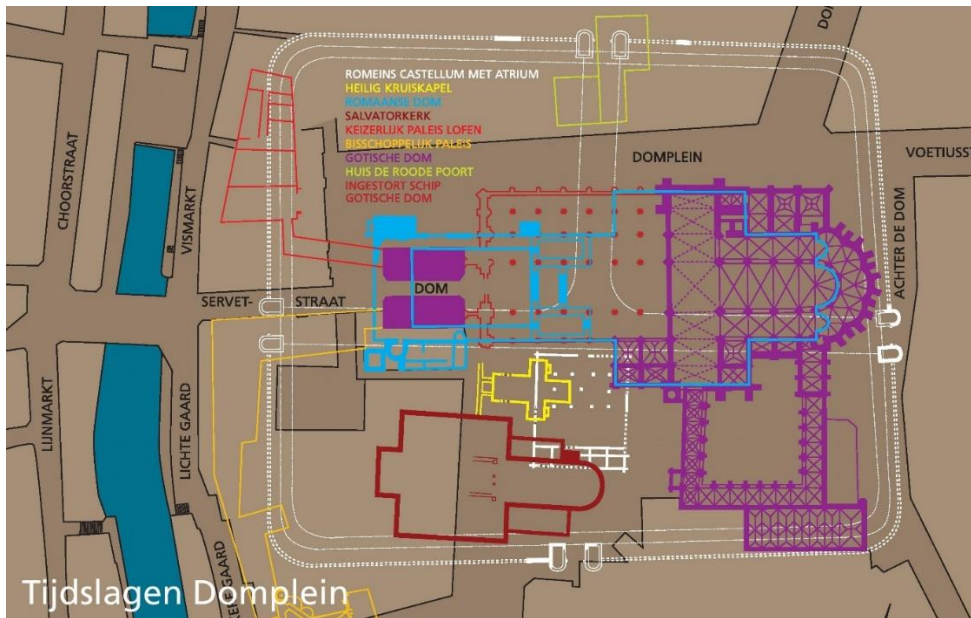 ROMEINS CASTELLUM MET ATRIUM
HEILIG KRUISKAPEL
ROMAANSE DOM
SALVATORKERK
KEIZERLIJK PALEIS LOFEN
BISSCHOPPELIJK PALEIS
GOTISCHE DOM
HUIS DE ROODE POORT
INGESTORT SCHIP
GOTISCHE DOM
DOMPLEIN
VOETIUSST
CHOORSTRAAT
VISMARKT
ACHTER DE DOM
SERVET-
STRAAT
DOM
LIJNMARKT
LICHTE GAARD
GAARD
Tijdslagen Domplein